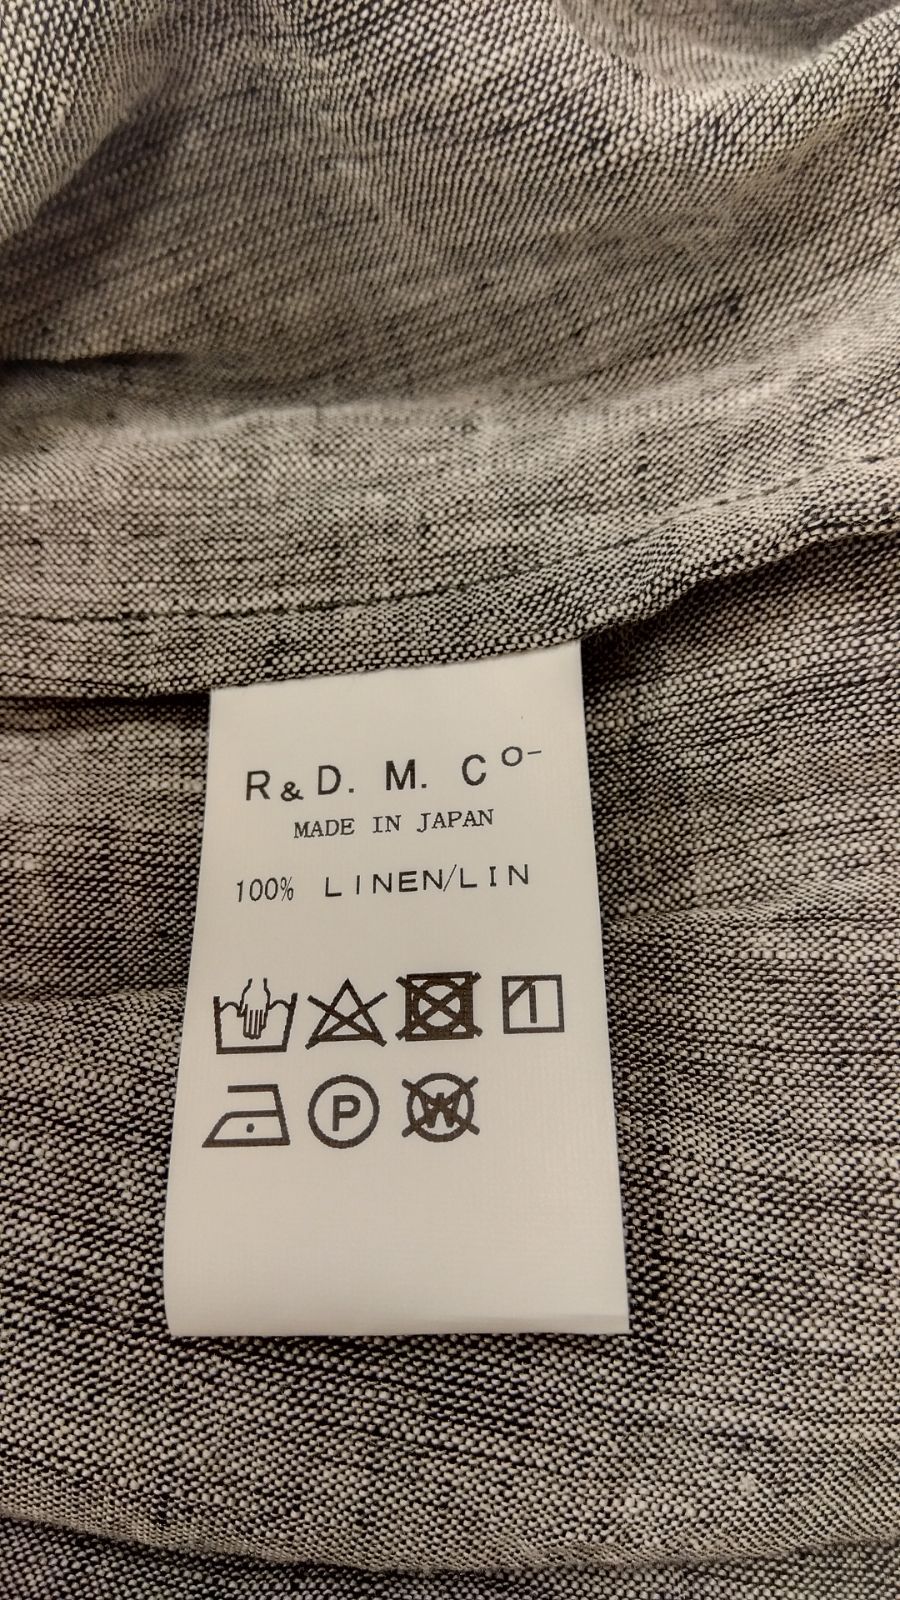 R&D. M. Co-
MADE IN JAPAN
100% LINEN/LIN
P W